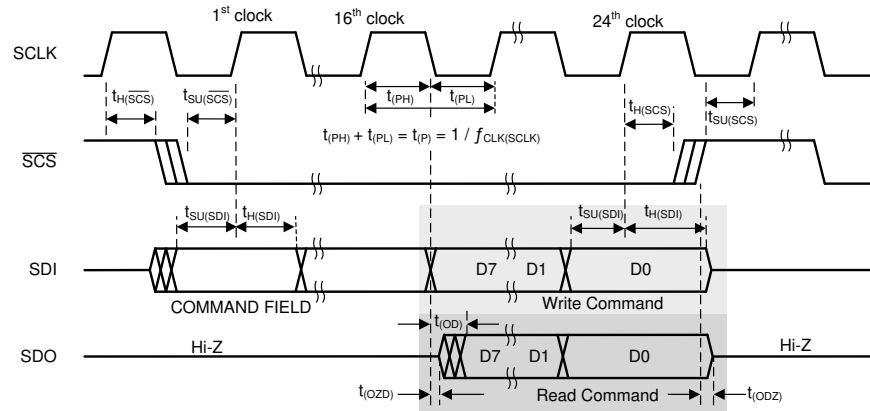 1st clock 16th clock 24th clock
SCLK
tH(SCS) tSU(SCS) t(PH) t(PL) tH(SCS) tSU(SCS)
t(PH) + t(PL) = t(P) = 1 / fCLK(SCLK)
SCS
tSU(SDI) tH(SDI) tSU(SDI) tH(SDI)
SDI D7 D1 D0
COMMAND FIELD Write Command
t(OD)
SDO Hi-Z D7 D1 D0 Hi-Z
t(OZD) Read Command t(ODZ)